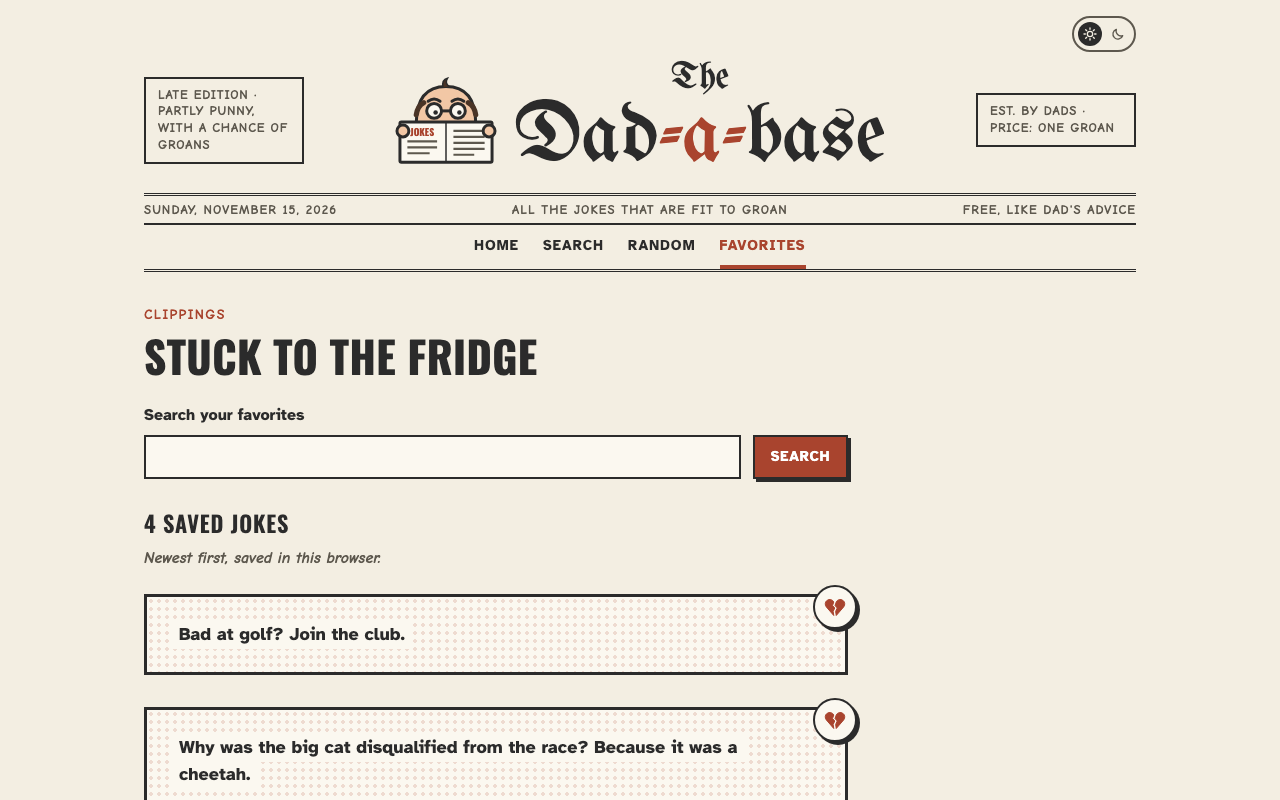 LATE EDITION ·
PARTLY PUNNY,
WITH A CHANCE OF
GROANS
JOKES
The
Dad-a-base
EST. BY DADS ·
PRICE: ONE GROAN
SUNDAY, NOVEMBER 15, 2026
ALL THE JOKES THAT ARE FIT TO GROAN
FREE, LIKE DAD'S ADVICE
HOME SEARCH RANDOM FAVORITES
CLIPPINGS
STUCK TO THE FRIDGE
Search your favorites
SEARCH
4 SAVED JOKES
Newest first, saved in this browser.
Bad at golf? Join the club.
Why was the big cat disqualified from the race? Because it was a
cheetah.